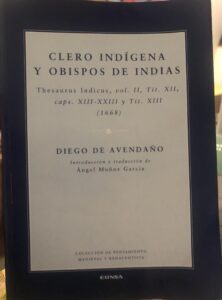 CLERO INDÍGENA
Y OBISPOS DE INDIAS
Thesaurus Indicus, vol. II, Tit. XII,
caps. XIII-XXIII y Tit. XIII
(1668)
DIEGO DE AVENDAÑO
Introducción y traducción de
Ángel Muñoz García
COLECCIÓN DE PENSAMIENTO
MEDIEVAL Y RENACENTISTA
EUNSA